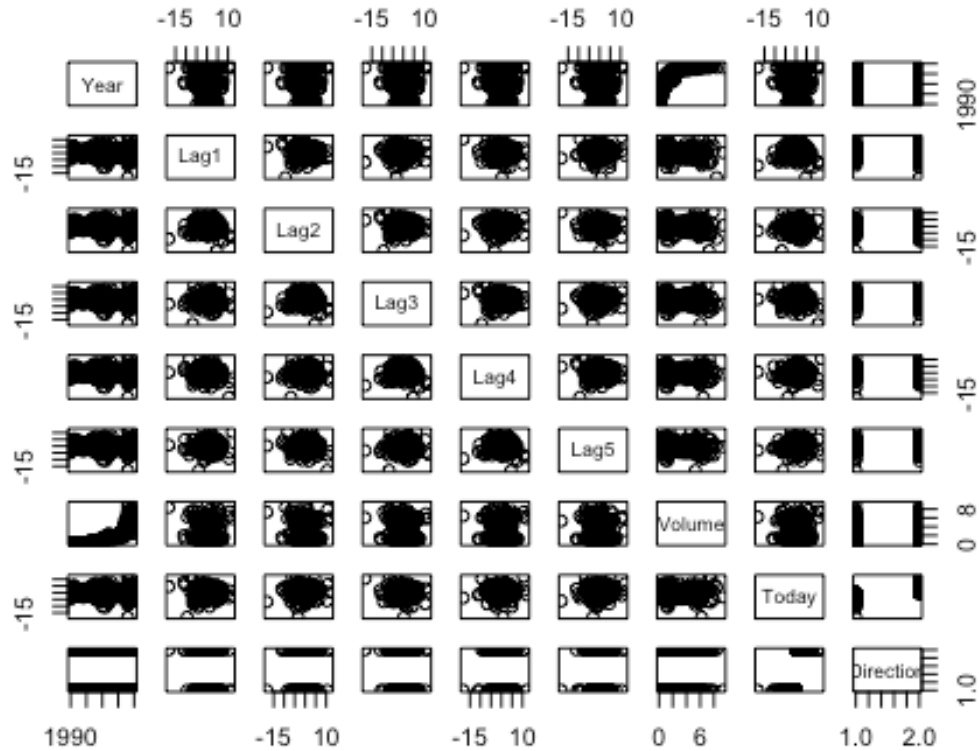 -15 10 -15 10 -15 10 -15 10
Year 1990
-15 Lag1
Lag2 -15
-15 Lag3
Lag4 -15
-15 Lag5
Volume 0 8
-15 Today
Direction 1.0
1990 -15 10 -15 10 0 6 1.0 2.0